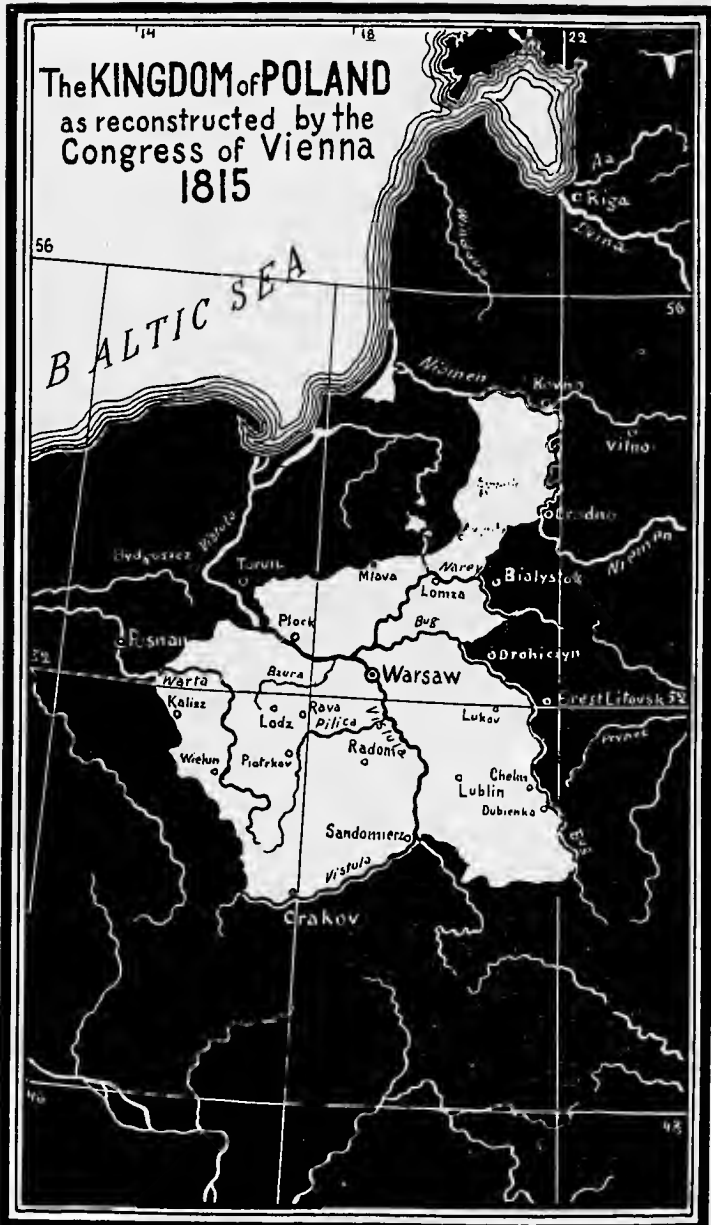 14
18
22
The KINGDOM of POLAND
as reconstructed by the
Congress of Vienna
1815
Aa
Riga
Dvina
Windawa
56
56
BALTIC SEA
Niemen
Kovno
Vilno
Grodno
Niemen
Vistula
Bydgoszcz
Torun
Mlava
Narev
Bialystok
Lomza
Plock
Bug
Posnan
Drohiczyn
52
Bzura
Warsaw
Warta
Brest Litovsk 52
Kalisz
Lodz
Rava
Pilica
Vistula
Lukov
Prypet
Radom
Wielun
Piotrkov
Chelm
Lublin
Dubienka
Bug
Sandomierz
Vistula
Crakov
48
48